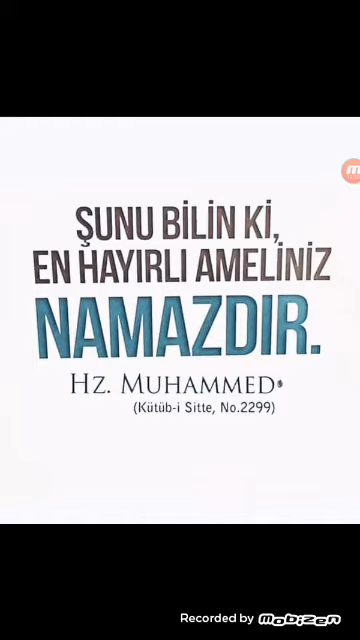 ŞUNU BİLİN Kİ,
EN HAYIRLI AMELİNİZ
NAMAZDIR.
HZ. MUHAMMED
(Kütüb-i Sitte, No.2299)
Recorded by mobizen